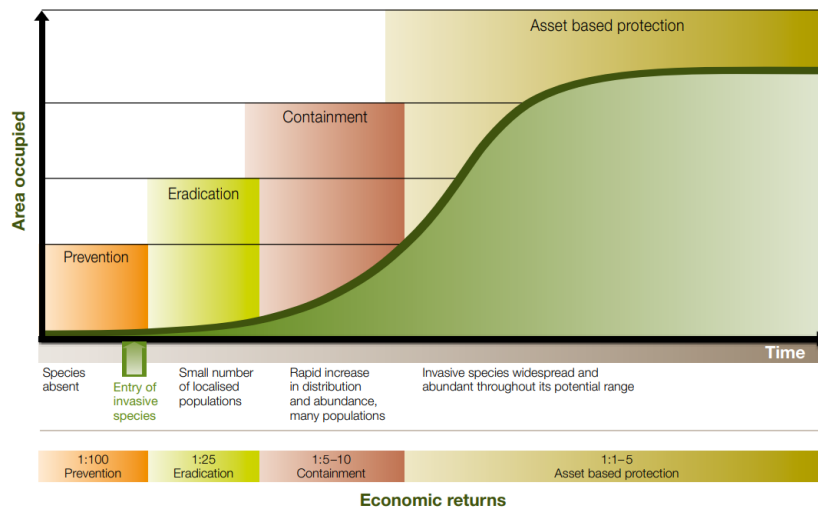 Asset based protection
Containment
Eradication
Prevention
Area occupied
Time
Species
absent
Entry of
invasive
species
Small number
of localised
populations
Rapid increase
in distribution
and abundance,
many populations
Invasive species widespread and
abundant throughout its potential range
1:100
Prevention
1:25
Eradication
1:5–10
Containment
1:1–5
Asset based protection
Economic returns